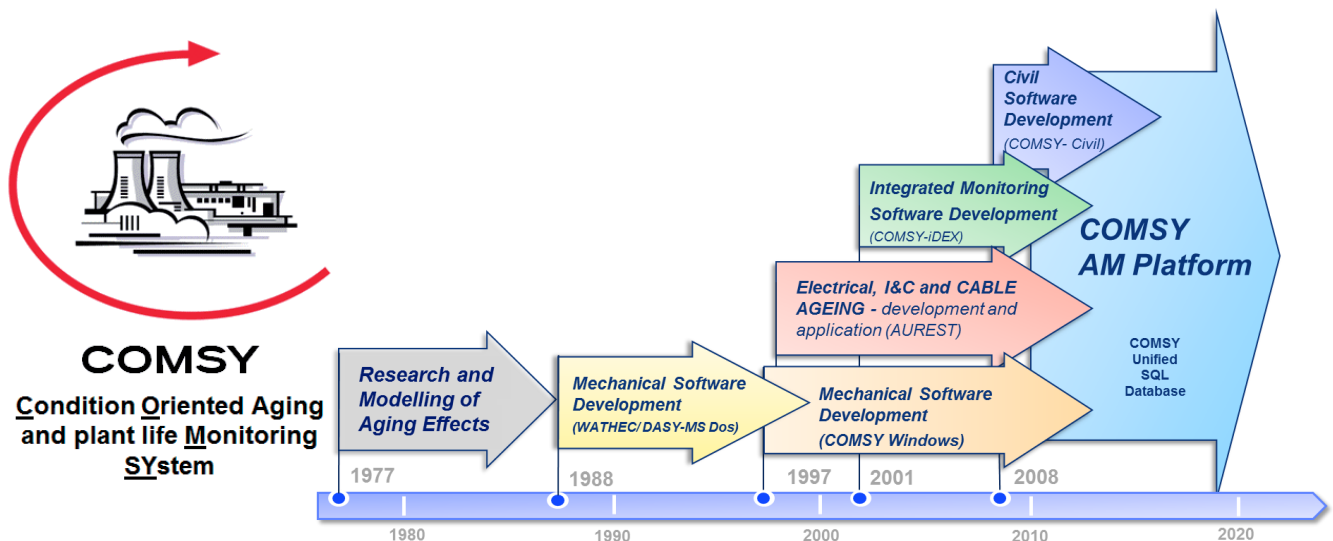 COMSY
Condition Oriented Aging
and plant life Monitoring
SYstem
Research and
Modelling of
Aging Effects
Mechanical Software
Development
(WATHEC/ DASY-MS Dos)
Mechanical Software
Development
(COMSY Windows)
Electrical, I&C and CABLE
AGEING - development and
application (AUREST)
Integrated Monitoring
Software Development
(COMSY-iDEX)
Civil
Software
Development
(COMSY- Civil)
COMSY
AM Platform
COMSY
Unified
SQL
Database
1977
1988
1997
2001
2008
1980
1990
2000
2010
2020